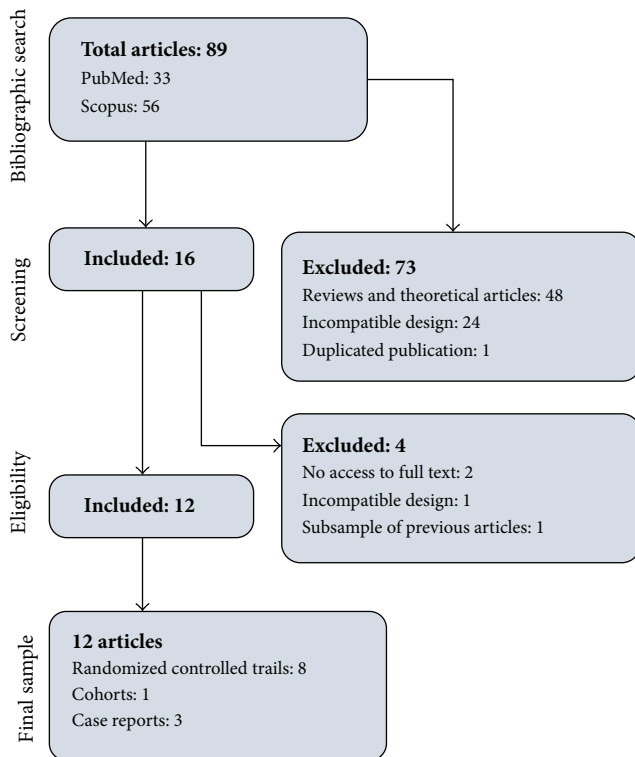 Bibliographic search
Total articles: 89
PubMed: 33
Scopus: 56
Screening
Included: 16
Excluded: 73
Reviews and theoretical articles: 48
Incompatible design: 24
Duplicated publication: 1
Eligibility
Included: 12
Excluded: 4
No access to full text: 2
Incompatible design: 1
Subsample of previous articles: 1
Final sample
12 articles
Randomized controlled trails: 8
Cohorts: 1
Case reports: 3